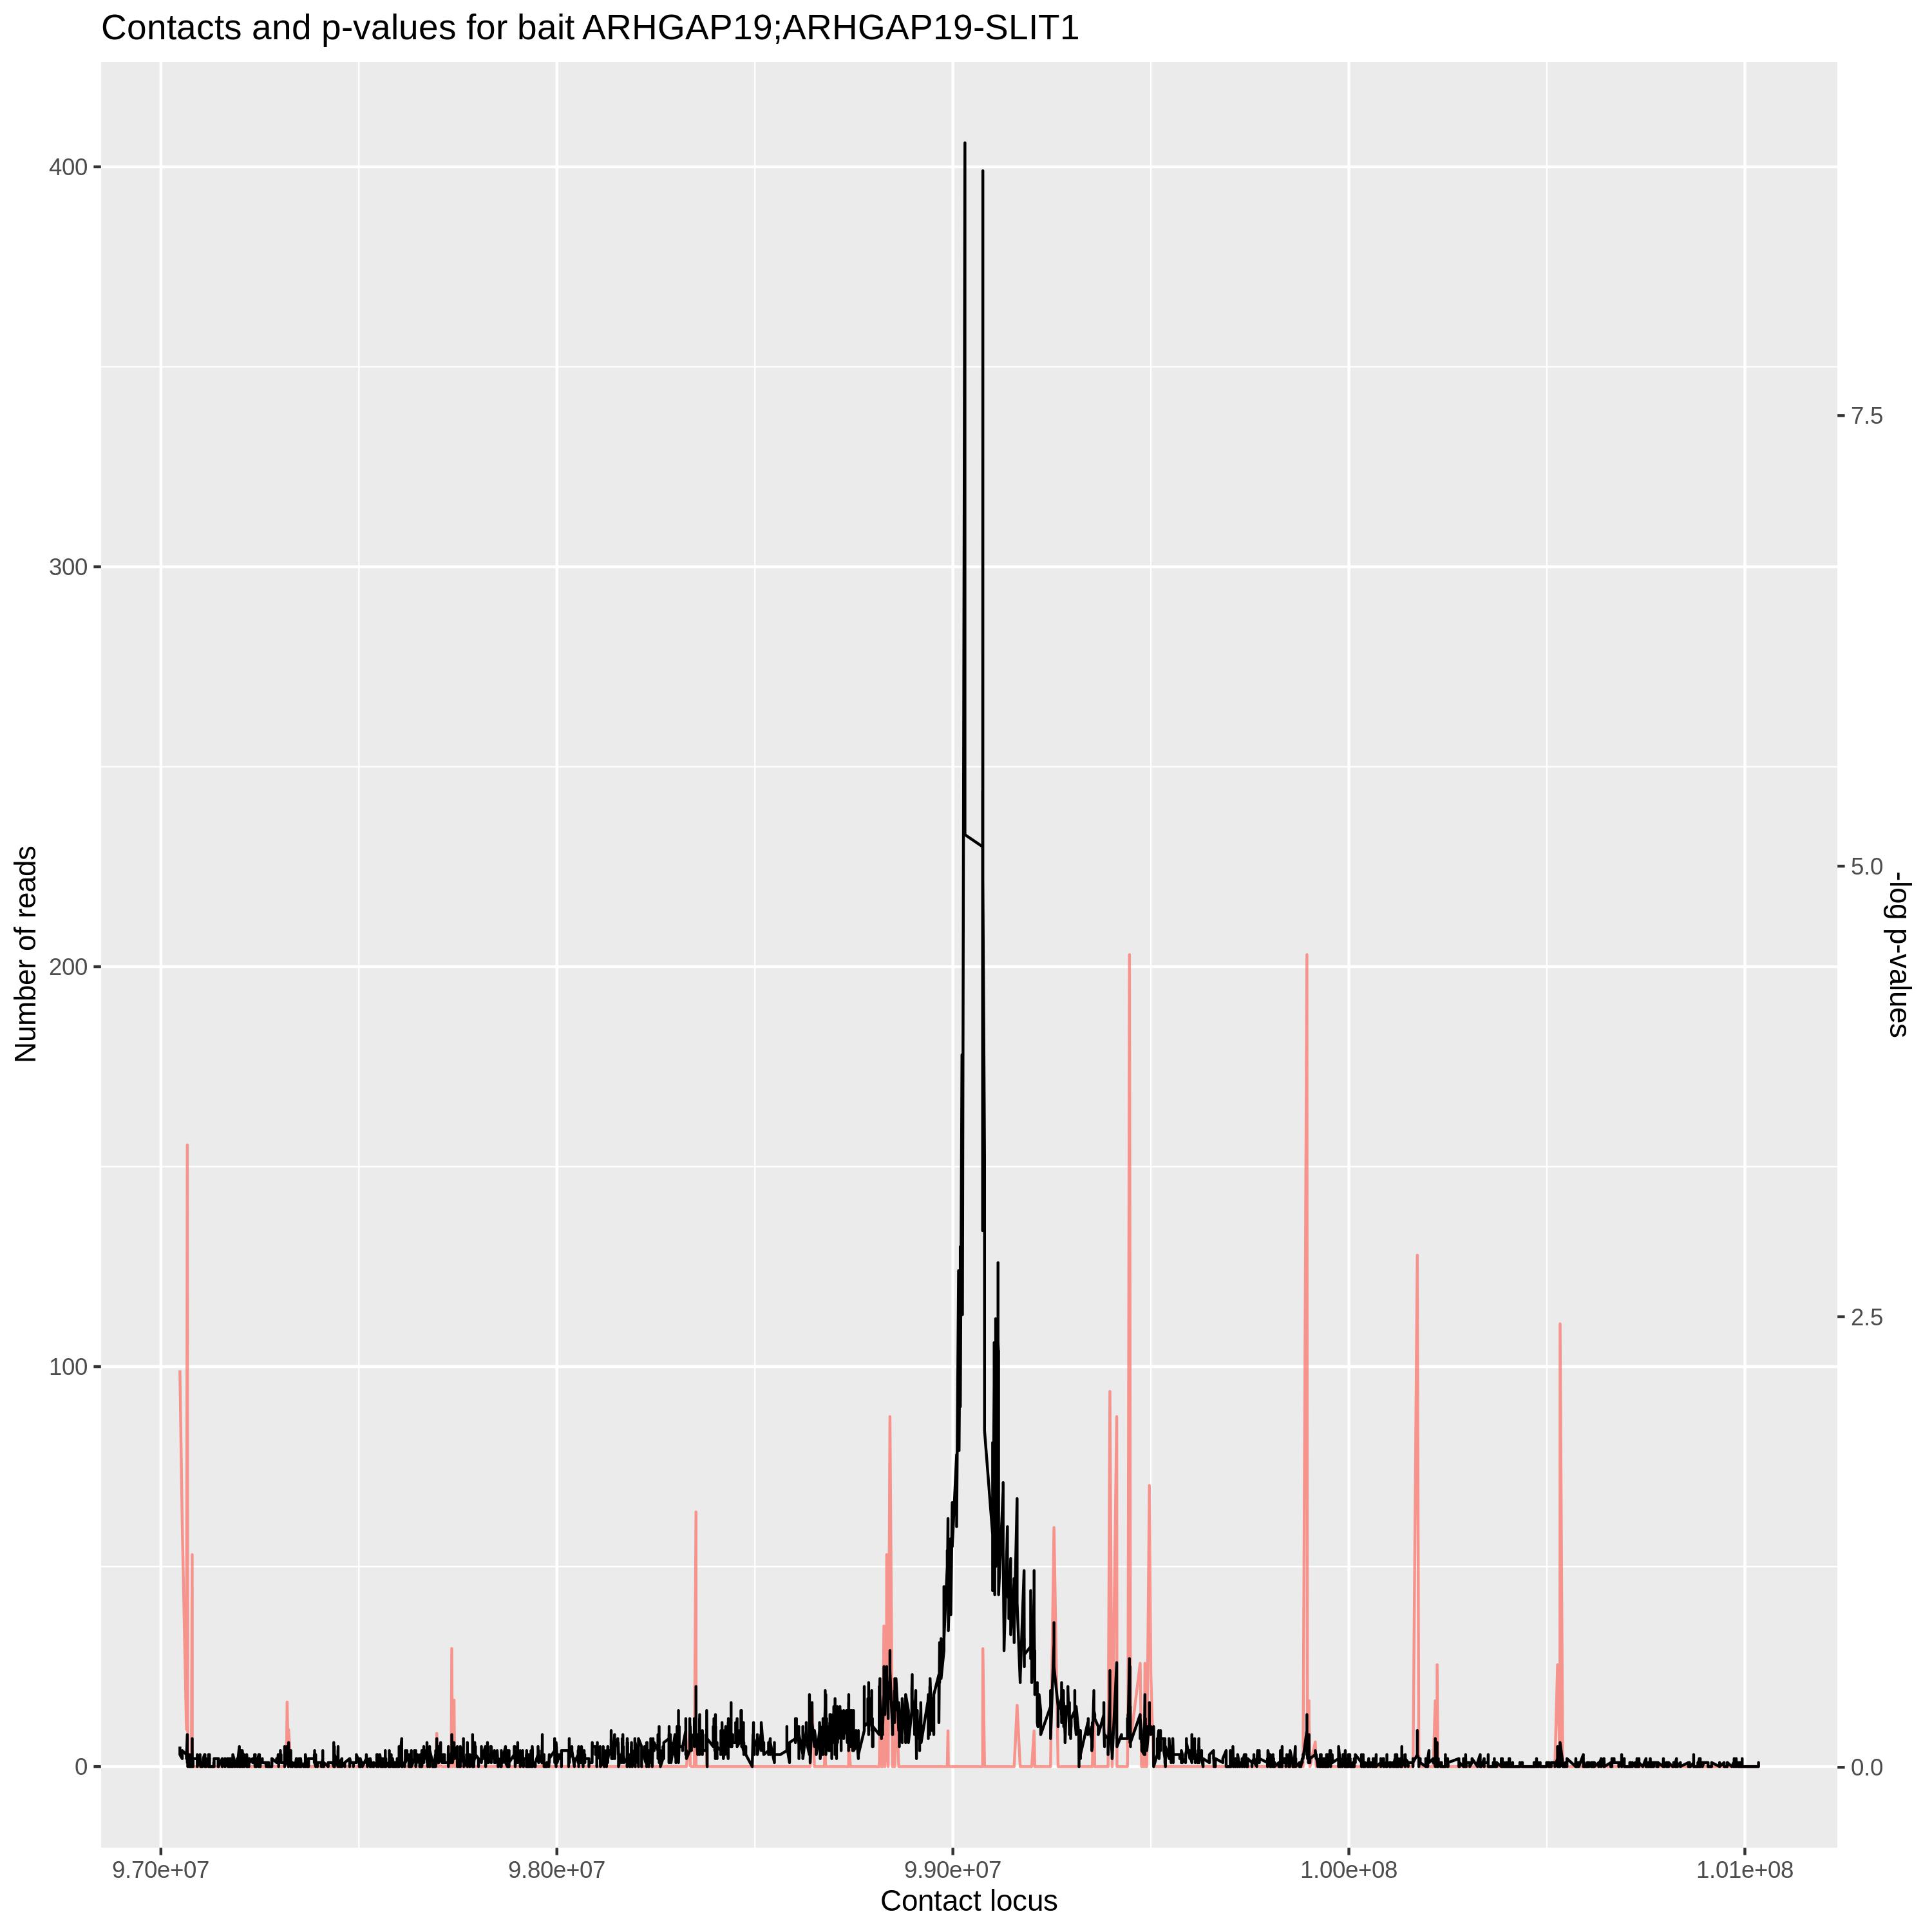 Contacts and p-values for bait ARHGAP19;ARHGAP19-SLIT1
400
300
200
100
0
Number of reads
7.5
5.0
2.5
0.0
-log p-values
9.70e+07 9.80e+07 9.90e+07 1.00e+08 1.01e+08
Contact locus